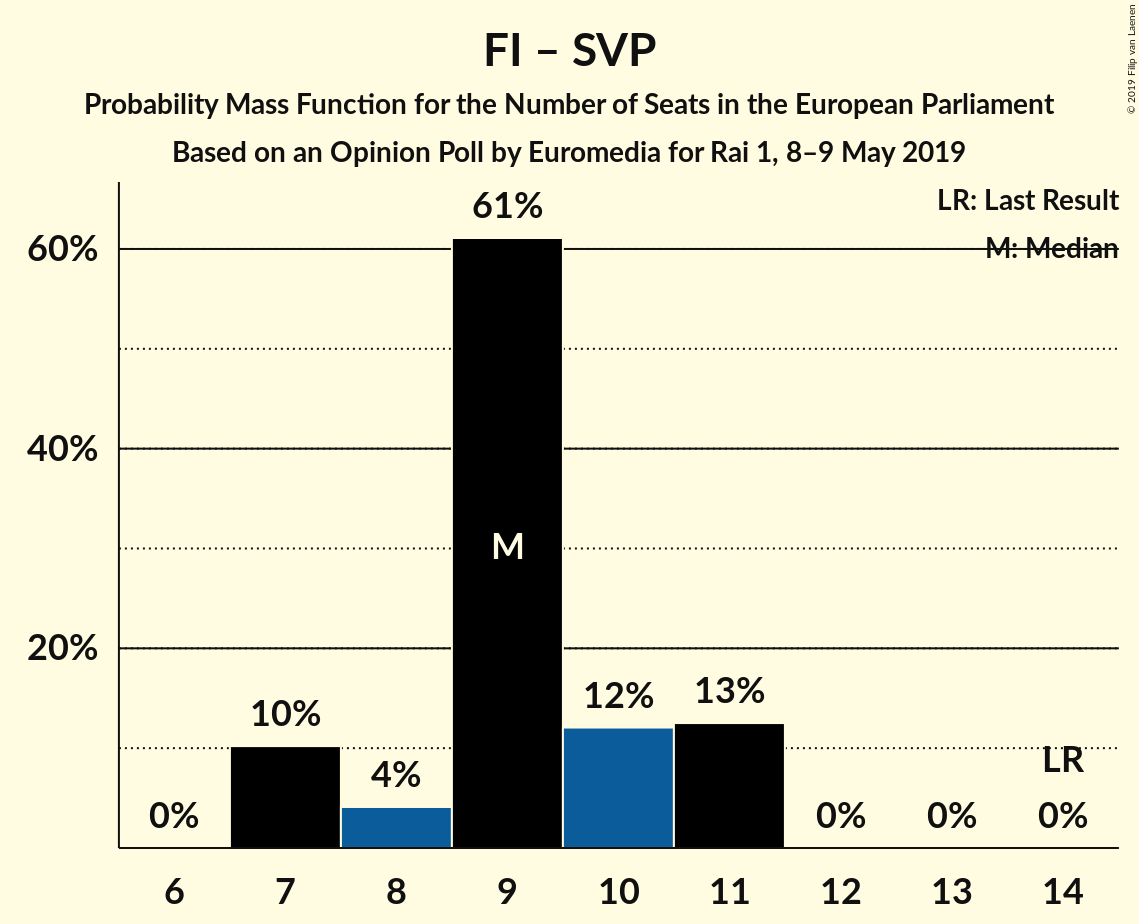 FI – SVP
Probability Mass Function for the Number of Seats in the European Parliament
Based on an Opinion Poll by Euromedia for Rai 1, 8–9 May 2019
© 2019 Filip van Laenen
LR: Last Result
M: Median
60%
40%
20%
0%
10%
4%
61%
M
12%
13%
0%
0%
LR
0%
6 7 8 9 10 11 12 13 14